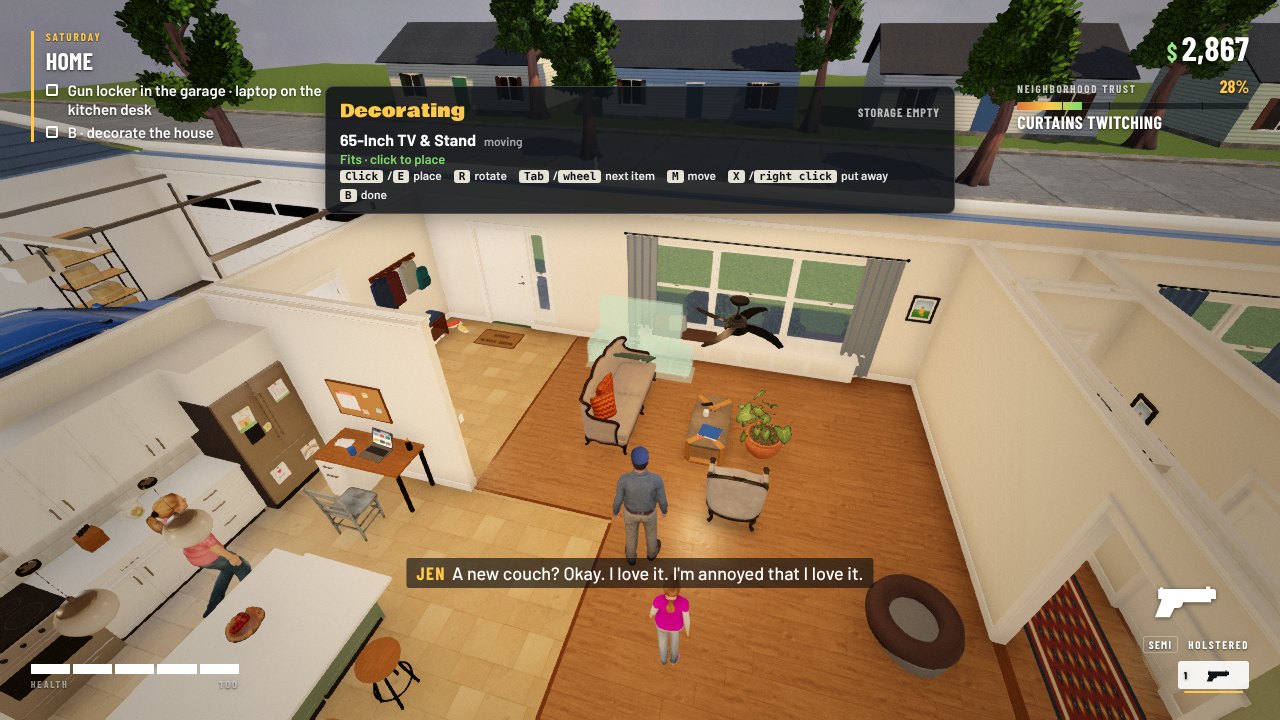 SATURDAY
HOME
Gun locker in the garage · laptop on the
kitchen desk
B · decorate the house
Decorating
STORAGE EMPTY
65-Inch TV & Stand moving
Fits · click to place
Click / E place R rotate Tab / wheel next item M move X / right click put away
B done
$ 2,867
NEIGHBORHOOD TRUST 28%
CURTAINS TWITCHING
JEN A new couch? Okay. I love it. I'm annoyed that I love it.
SEMI HOLSTERED
1
HEALTH 100